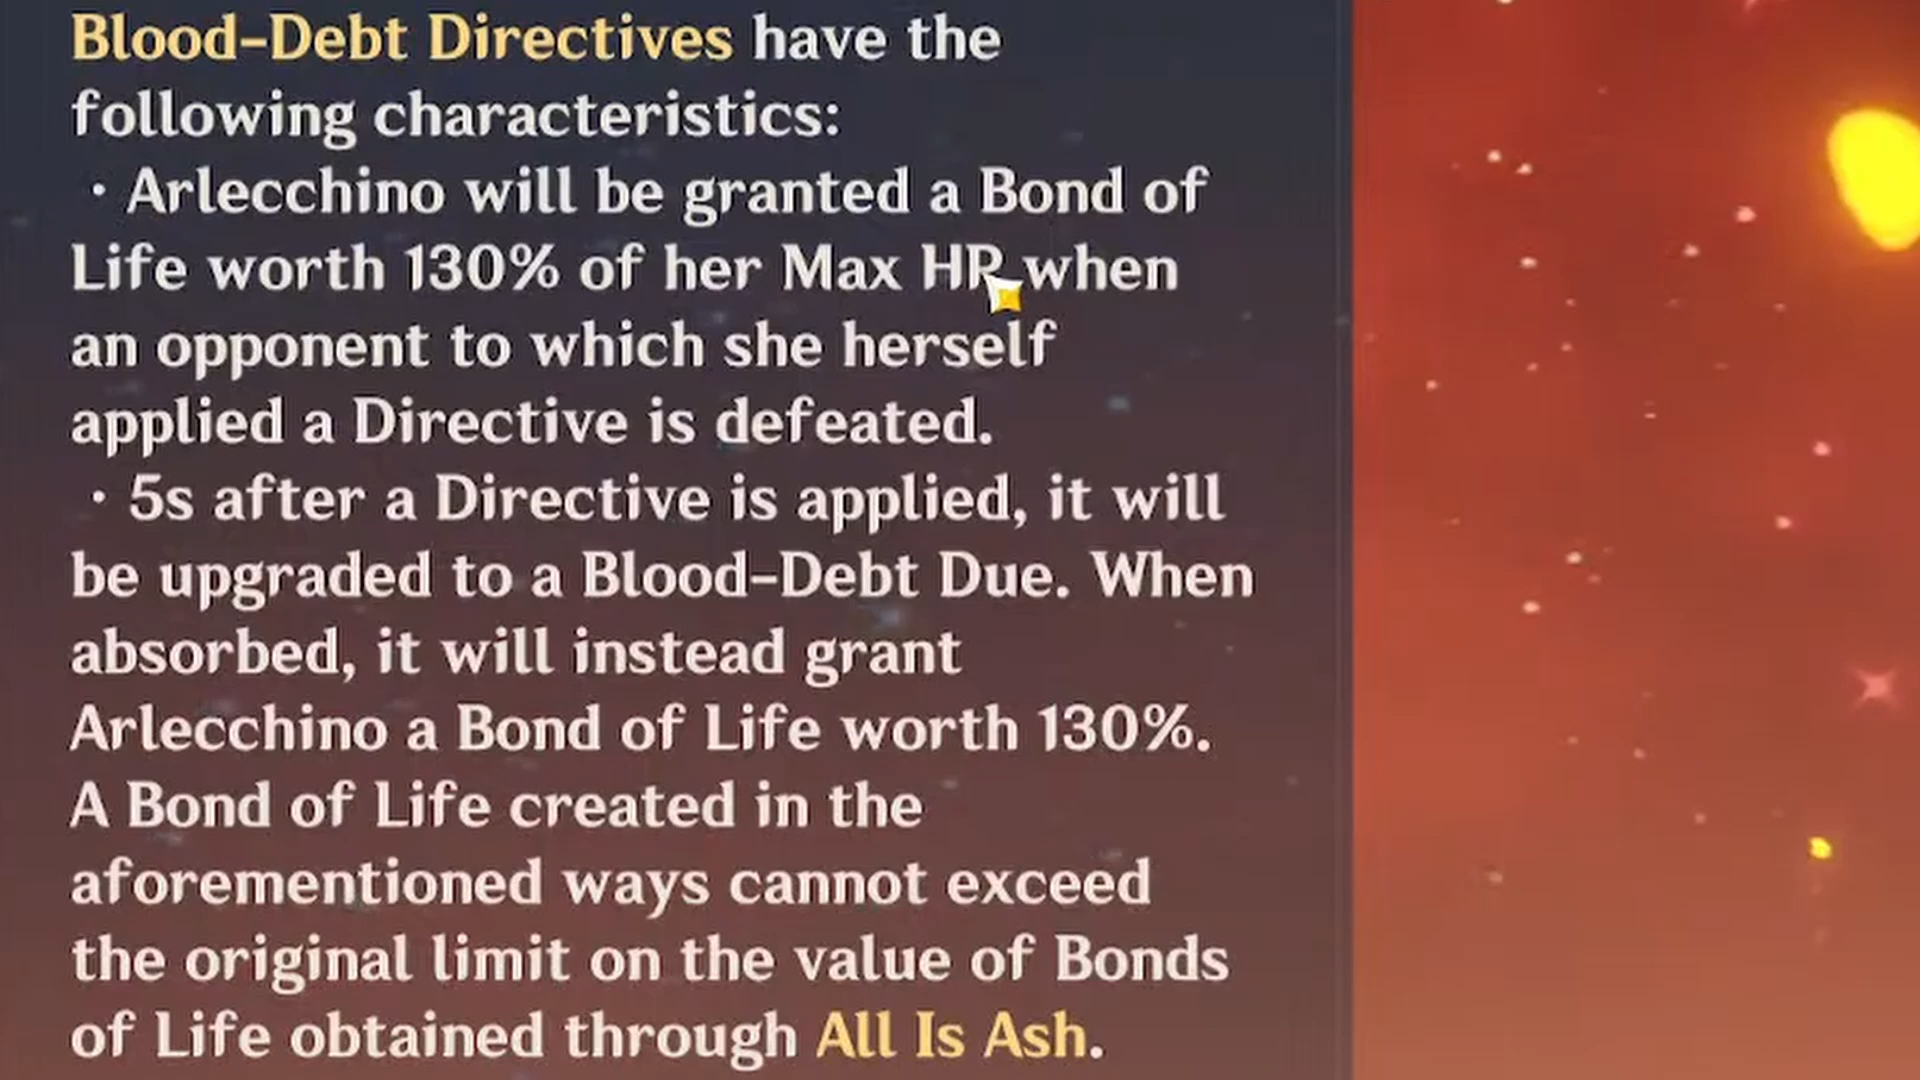 Blood-Debt Directives have the
following characteristics:
· Arlecchino will be granted a Bond of
Life worth 130% of her Max HP when
an opponent to which she herself
applied a Directive is defeated.
· 5s after a Directive is applied, it will
be upgraded to a Blood-Debt Due. When
absorbed, it will instead grant
Arlecchino a Bond of Life worth 130%.
A Bond of Life created in the
aforementioned ways cannot exceed
the original limit on the value of Bonds
of Life obtained through All Is Ash.